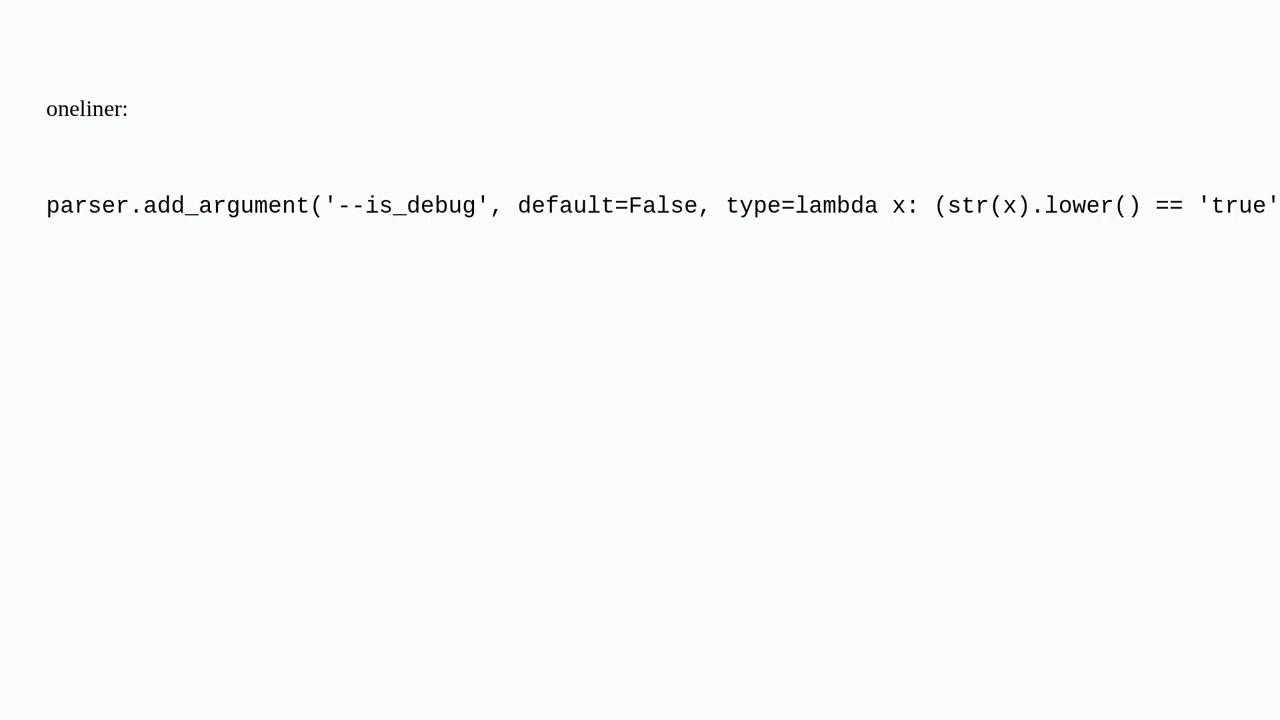 oneliner:
parser.add_argument('--is_debug', default=False, type=lambda x: (str(x).lower() == 'true'